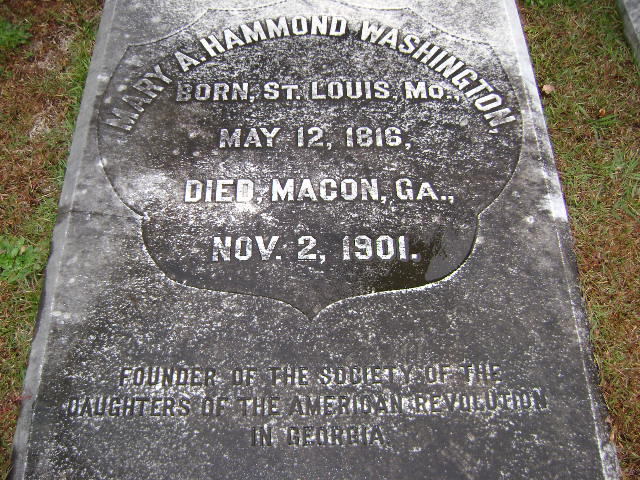 MARY A. HAMMOND WASHINGTON,
BORN, ST. LOUIS, MO.,
MAY 12, 1816,
DIED, MACON, GA.,
NOV. 2, 1901.
FOUNDER OF THE SOCIETY OF THE
DAUGHTERS OF THE AMERICAN REVOLUTION
IN GEORGIA.